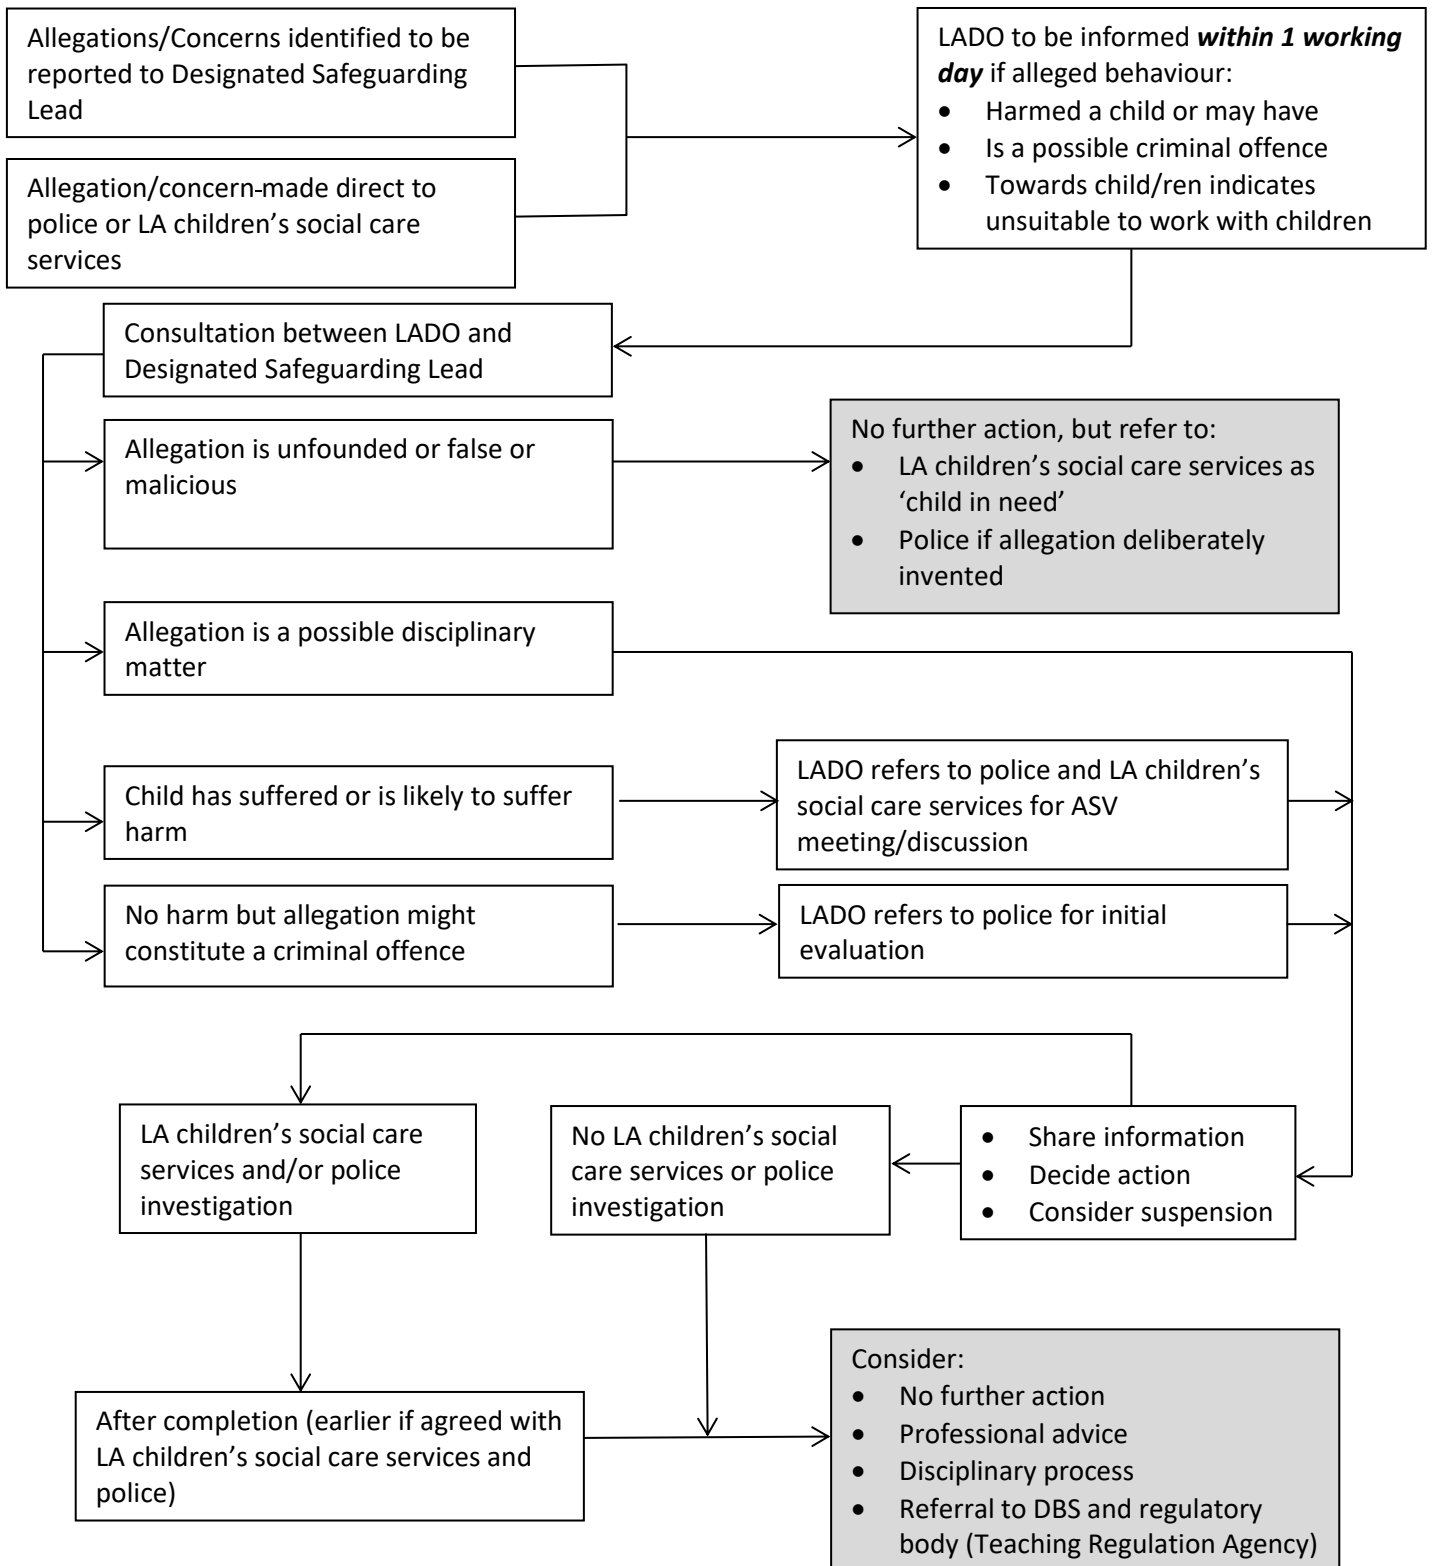 Allegations/Concerns identified to be
reported to Designated Safeguarding
Lead
LADO to be informed within 1 working
day if alleged behaviour:
• Harmed a child or may have
• Is a possible criminal offence
• Towards child/ren indicates
unsuitable to work with children
Allegation/concern-made direct to
police or LA children’s social care
services
Consultation between LADO and
Designated Safeguarding Lead
Allegation is unfounded or false or
malicious
No further action, but refer to:
• LA children’s social care services as
‘child in need’
• Police if allegation deliberately
invented
Allegation is a possible disciplinary
matter
Child has suffered or is likely to suffer
harm
LADO refers to police and LA children’s
social care services for ASV
meeting/discussion
No harm but allegation might
constitute a criminal offence
LADO refers to police for initial
evaluation
LA children’s social care
services and/or police
investigation
No LA children’s social
care services or police
investigation
• Share information
• Decide action
• Consider suspension
After completion (earlier if agreed with
LA children’s social care services and
police)
Consider:
• No further action
• Professional advice
• Disciplinary process
• Referral to DBS and regulatory
body (Teaching Regulation Agency)